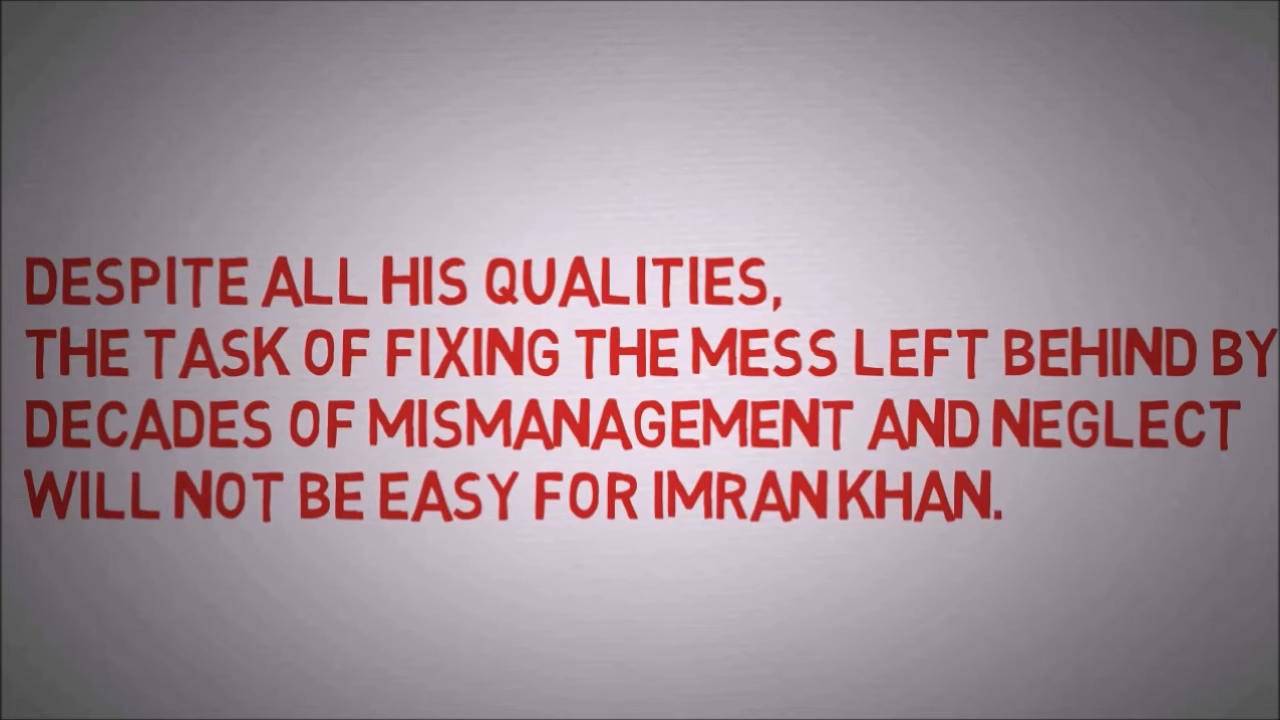 DESPITE ALL HIS QUALITIES,
THE TASK OF FIXING THE MESS LEFT BEHIND BY
DECADES OF MISMANAGEMENT AND NEGLECT
WILL NOT BE EASY FOR IMRAN KHAN.